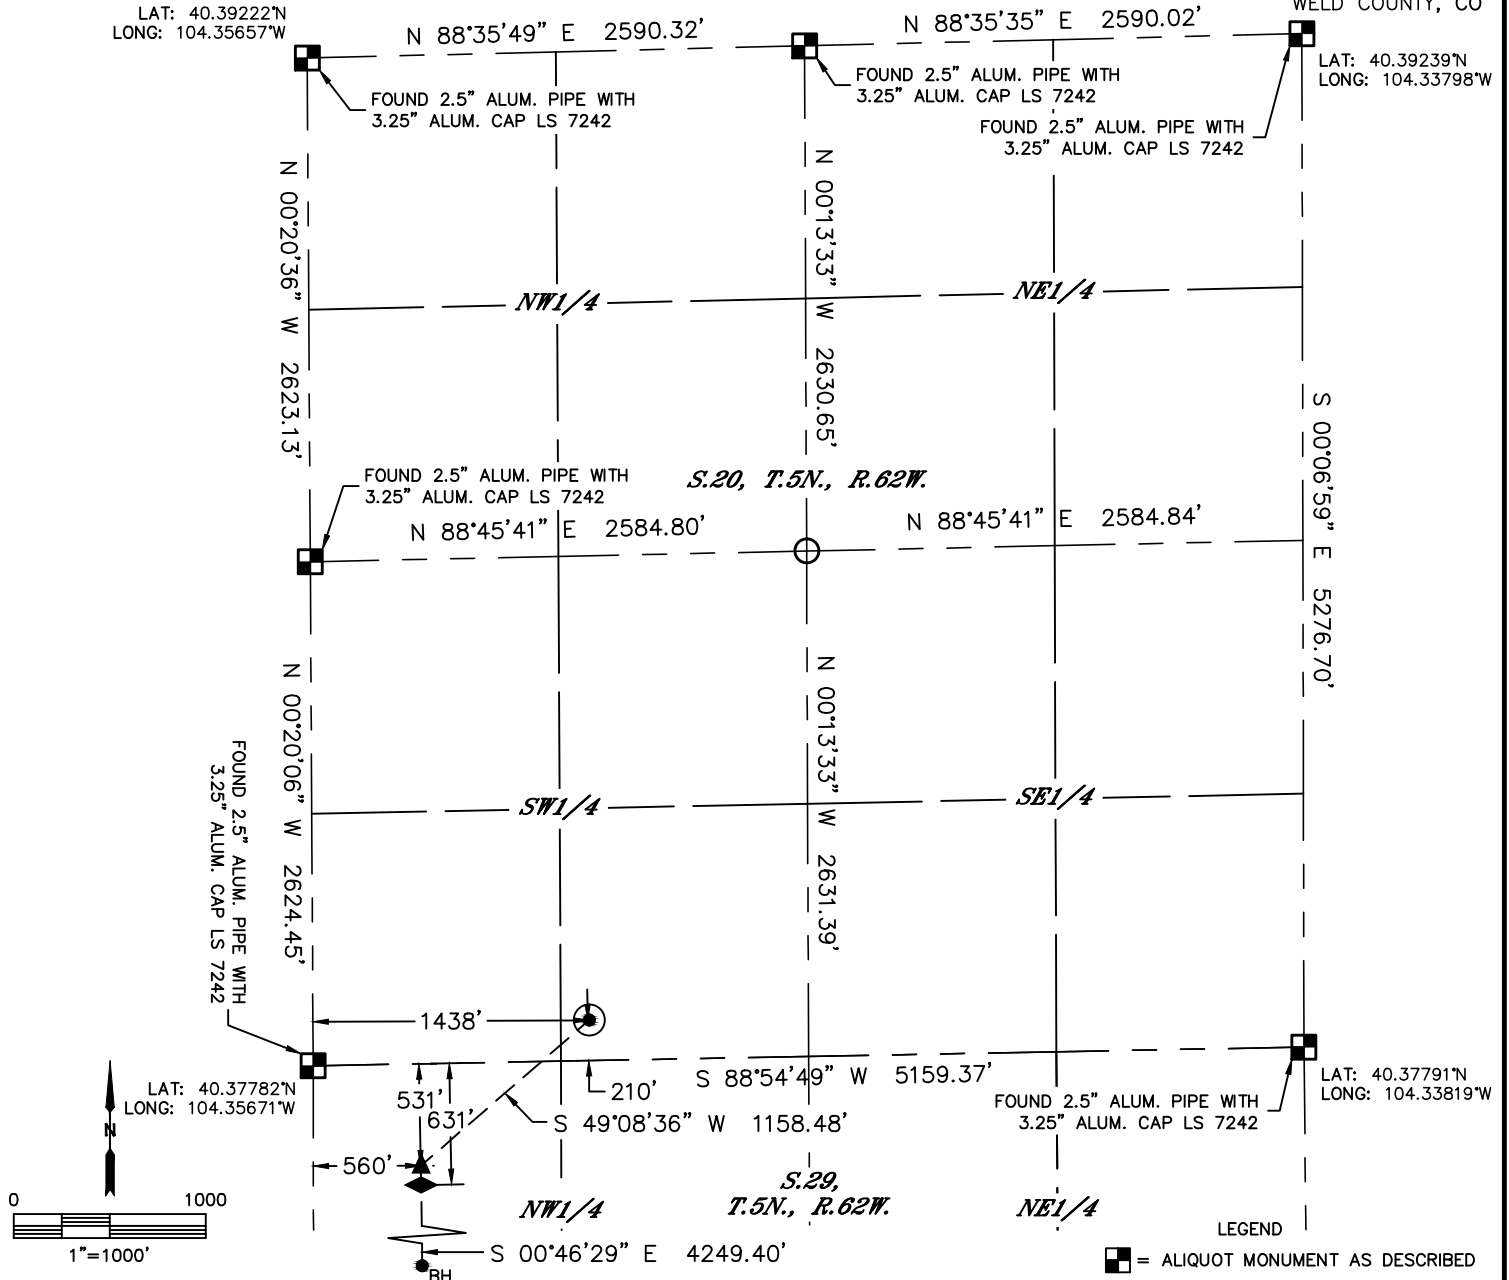 LAT: 40.39222°N
LONG: 104.35657°W
N 88°35'49" E 2590.32'
N 88°35'35" E 2590.02'
WELD COUNTY, CO
LAT: 40.39239°N
LONG: 104.33798°W
FOUND 2.5" ALUM. PIPE WITH
3.25" ALUM. CAP LS 7242
FOUND 2.5" ALUM. PIPE WITH
3.25" ALUM. CAP LS 7242
FOUND 2.5" ALUM. PIPE WITH
3.25" ALUM. CAP LS 7242
N 00°20'36" W 2623.13'
N 00°13'33" W 2630.65'
NW1/4
NE1/4
S 00°06'59" E 5276.70'
FOUND 2.5" ALUM. PIPE WITH
3.25" ALUM. CAP LS 7242
S.20, T.5N., R.62W.
N 88°45'41" E 2584.80'
N 88°45'41" E 2584.84'
N 00°20'06" W 2624.45'
N 00°13'33" W 2631.39'
FOUND 2.5" ALUM. PIPE WITH
3.25" ALUM. CAP LS 7242
SW1/4
SE1/4
1438'
210'
S 88°54'49" W 5159.37'
LAT: 40.37782°N
LONG: 104.35671°W
531'
631'
S 49°08'36" W 1158.48'
FOUND 2.5" ALUM. PIPE WITH
3.25" ALUM. CAP LS 7242
LAT: 40.37791°N
LONG: 104.33819°W
N
560'
S.29,
T.5N., R.62W.
NW1/4
NE1/4
0 1000
1"=1000'
S 00°46'29" E 4249.40'
BH
LEGEND
= ALIQUOT MONUMENT AS DESCRIBED